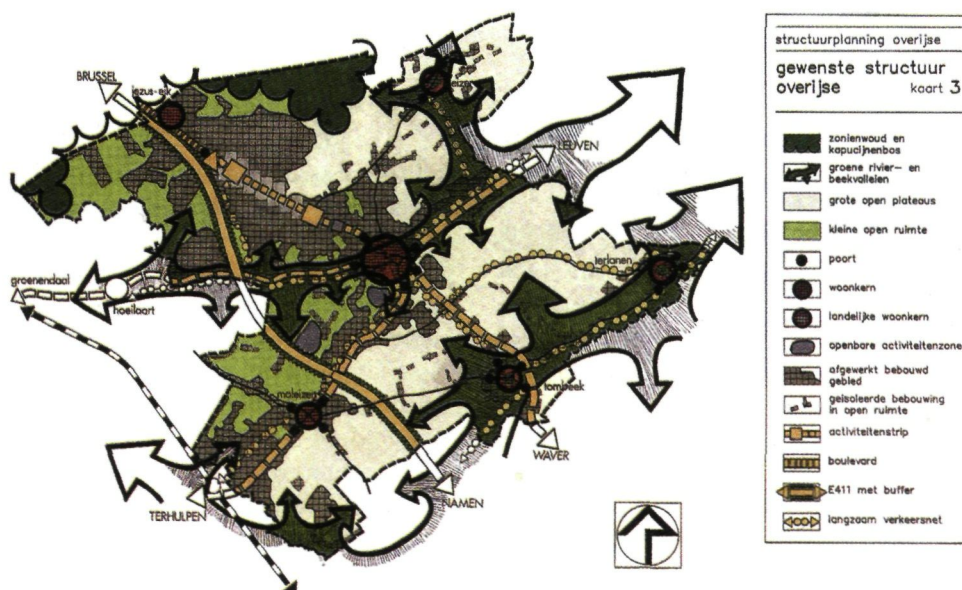 BRUSSEL
jezus-eik
LEUVEN
groenendaal
hoeilaart
terlanen
maleizen
tombeek
WAVER
NAMEN
TERHULPEN
structuurplanning overijse
gewenste structuur
overijse kaart 3
zoniënwoud en
kapucijnenbos
groene rivier- en
beekvalleien
grote open plateaus
kleine open ruimte
poort
woonkern
landelijke woonkern
openbare activiteitenzone
afgewerkt bebouwd
gebied
geïsoleerde bebouwing
in open ruimte
activiteitenstrip
boulevard
E411 met buffer
langzaam verkeersnet